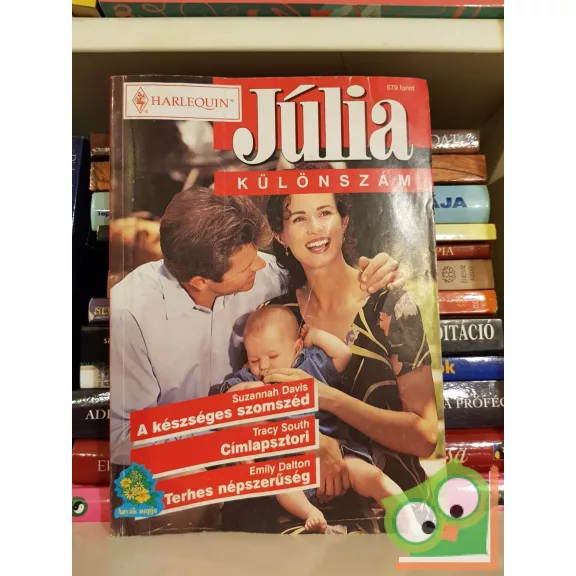 HARLEQUIN
579 forint
Júlia
KÜLÖNSZÁM
Suzannah Davis
A készséges szomszéd
Tracy South
Címlapsztori
Emily Dalton
Terhes népszerűség